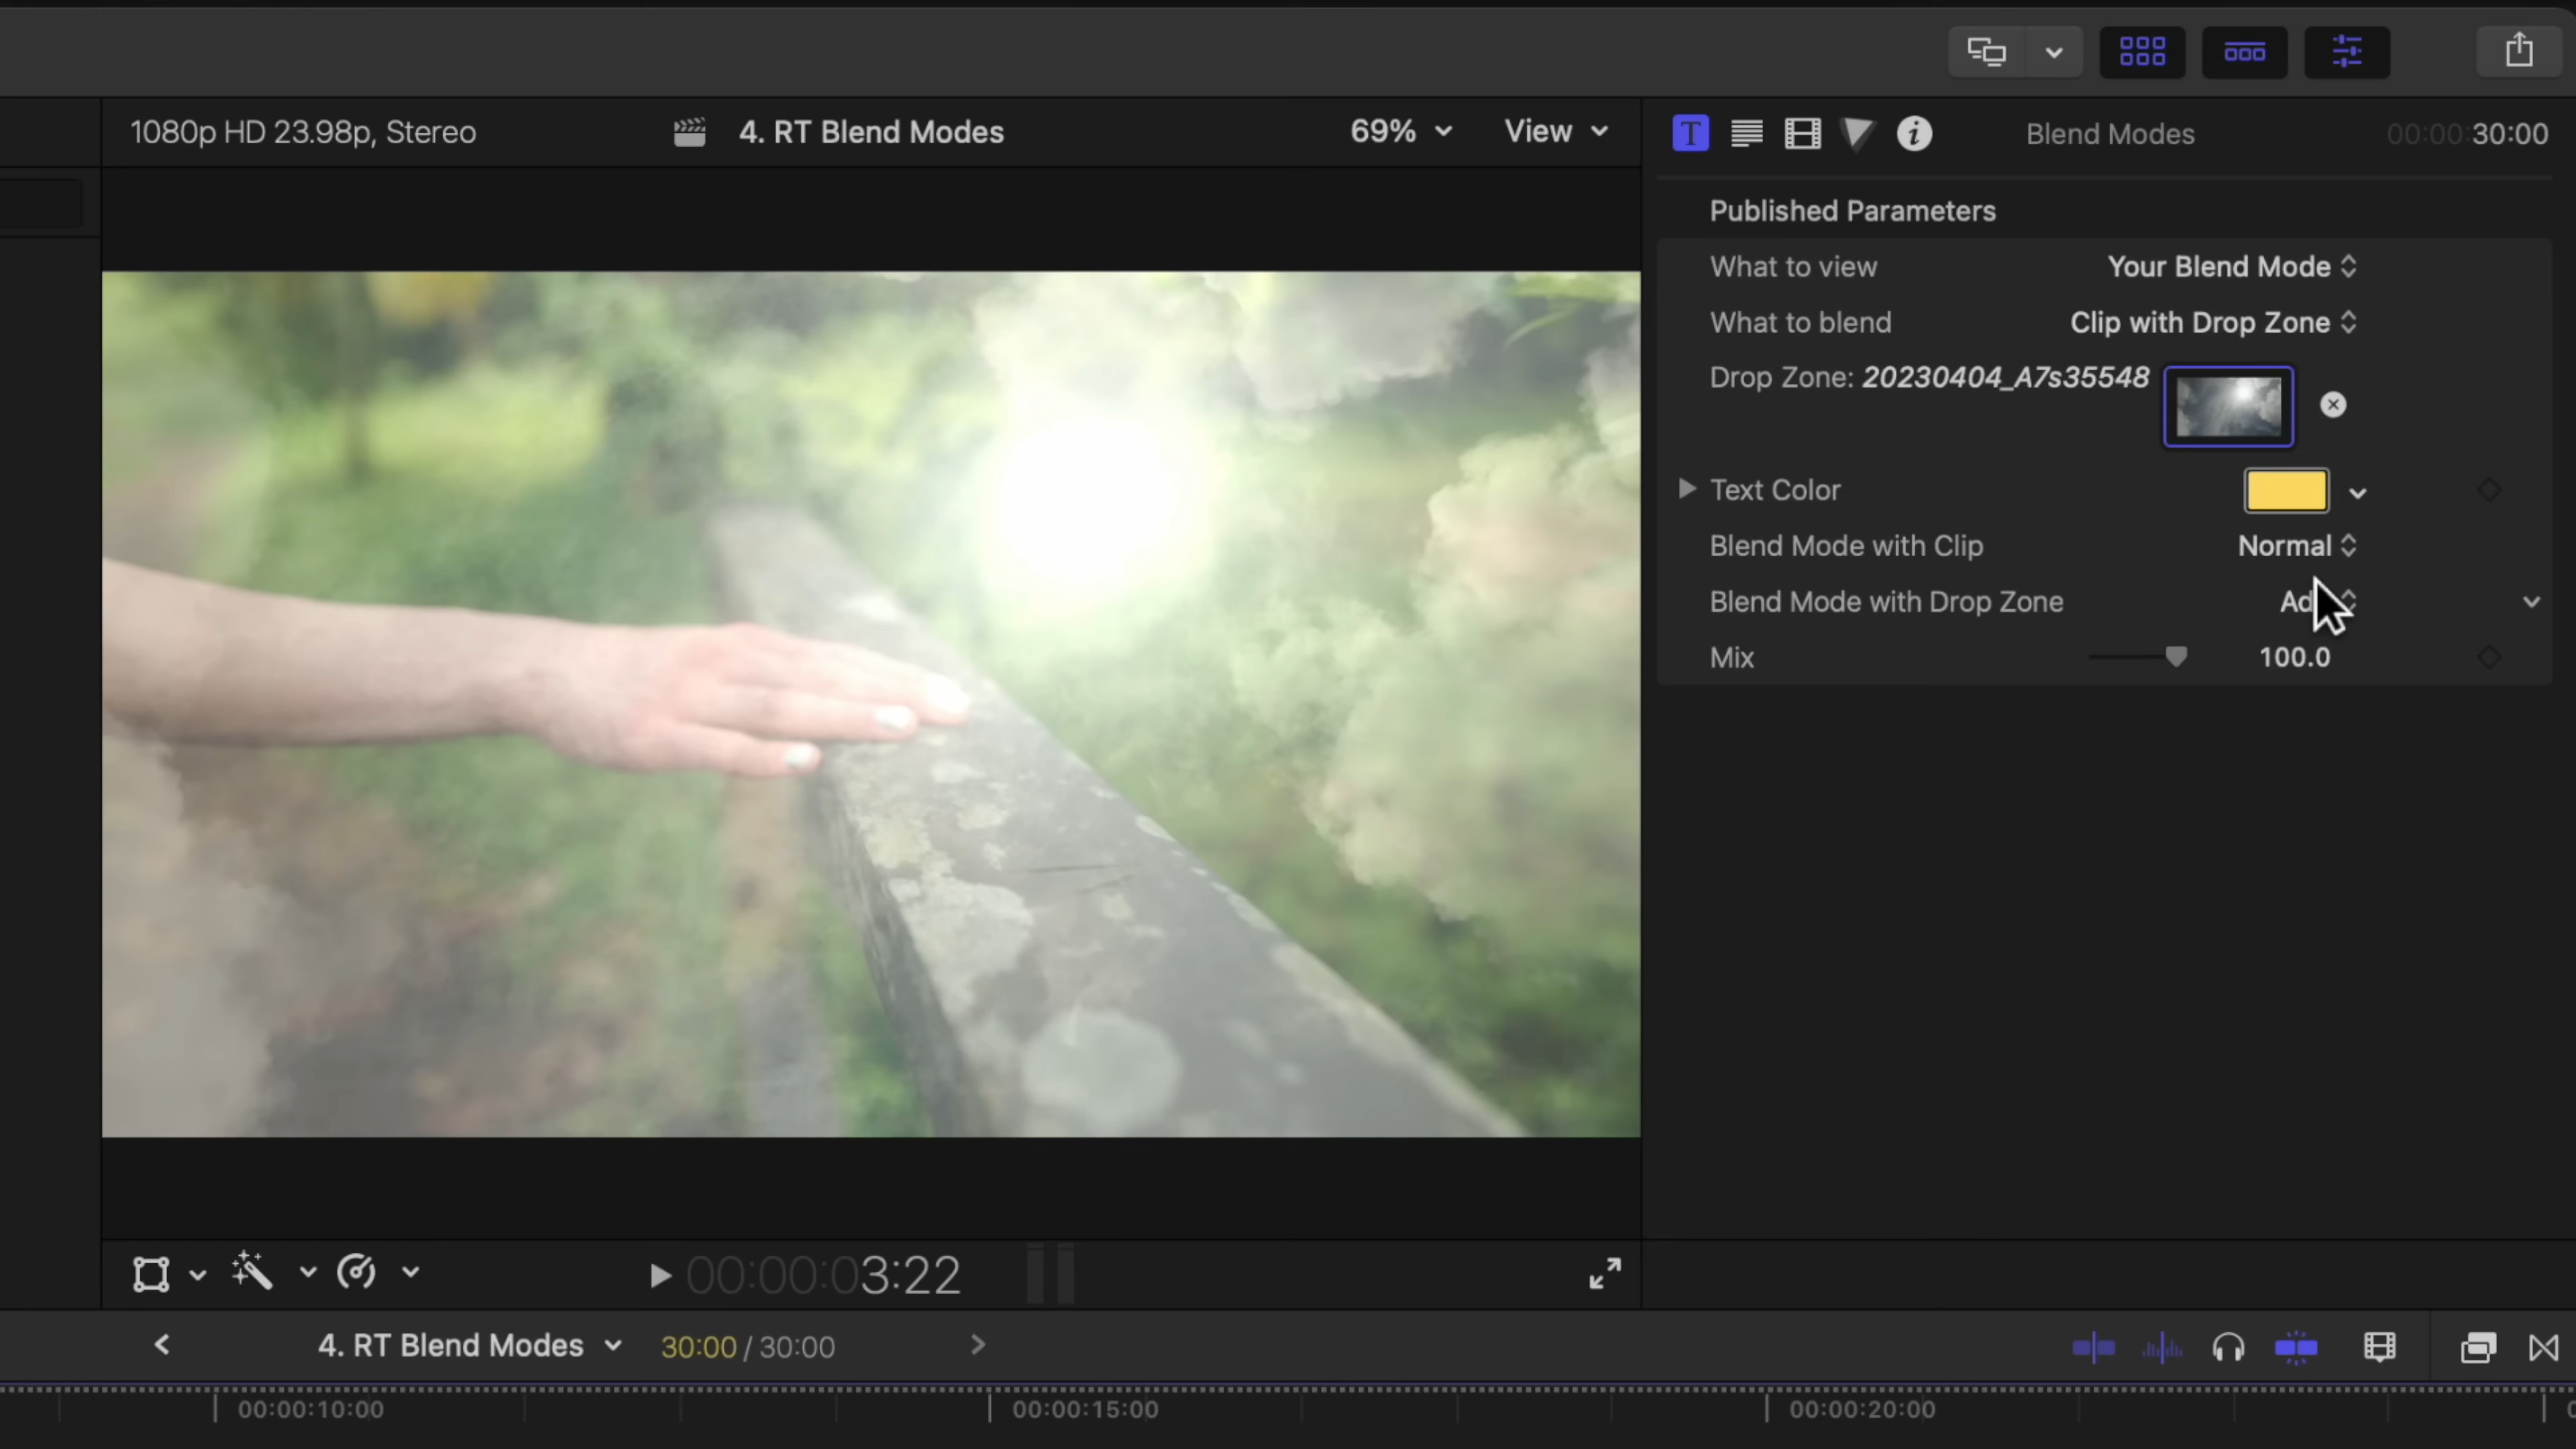 1080p HD 23.98p, Stereo
4. RT Blend Modes
69%
View
T
i
Blend Modes
00:00:30:00
Published Parameters
What to view
Your Blend Mode
What to blend
Clip with Drop Zone
Drop Zone: 20230404_A7s35548
Text Color
Blend Mode with Clip
Normal
Blend Mode with Drop Zone
Mix
100.0
00:00:03:22
4. RT Blend Modes
30:00 / 30:00
00:00:10:00
00:00:15:00
00:00:20:00